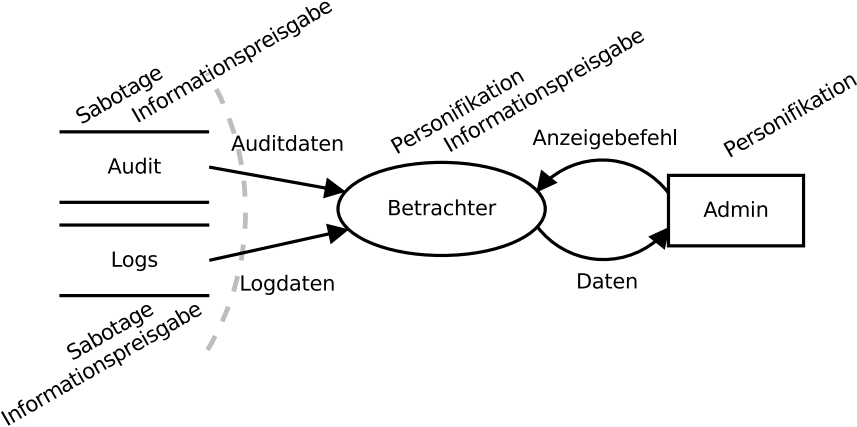 Sabotage
Informationspreisgabe
Personifikation
Informationspreisgabe
Personifikation
Auditdaten
Anzeigebefehl
Audit
Betrachter
Admin
Logs
Logdaten
Daten
Sabotage
Informationspreisgabe